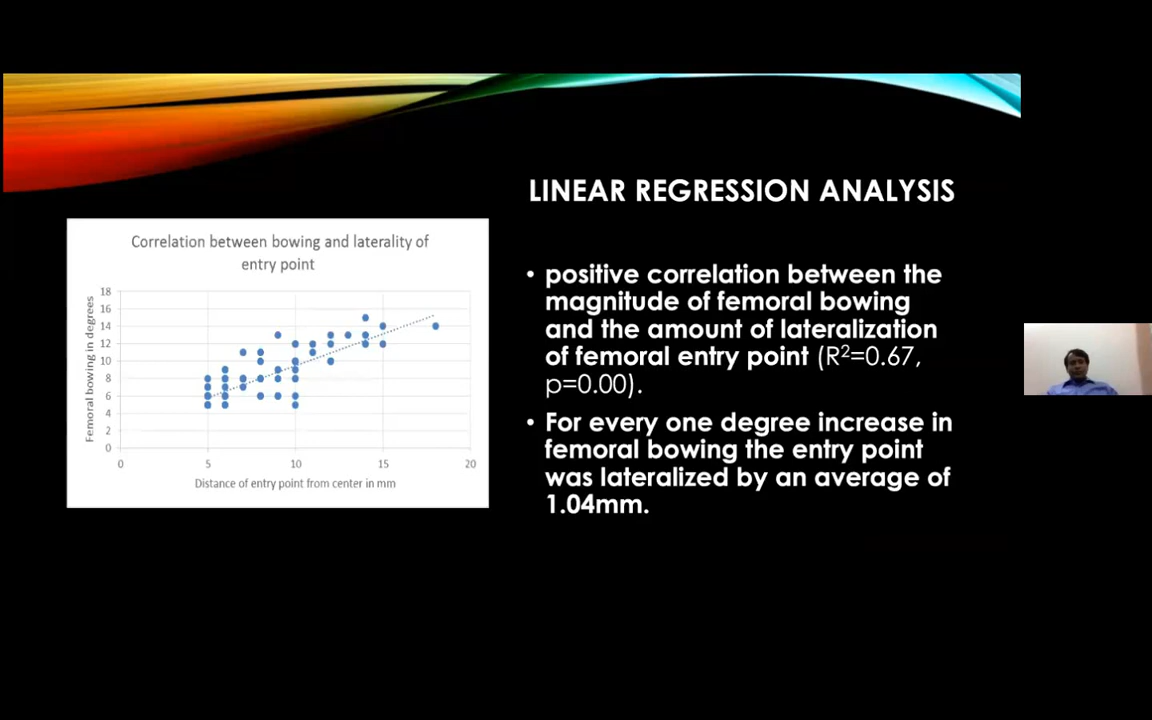 LINEAR REGRESSION ANALYSIS
Correlation between bowing and laterality of
entry point
Femoral bowing in degrees
18
16
14
12
10
8
6
4
2
0
0 5 10 15 20
Distance of entry point from center in mm
• positive correlation between the
magnitude of femoral bowing
and the amount of lateralization
of femoral entry point (R²=0.67,
p=0.00).
• For every one degree increase in
femoral bowing the entry point
was lateralized by an average of
1.04mm.